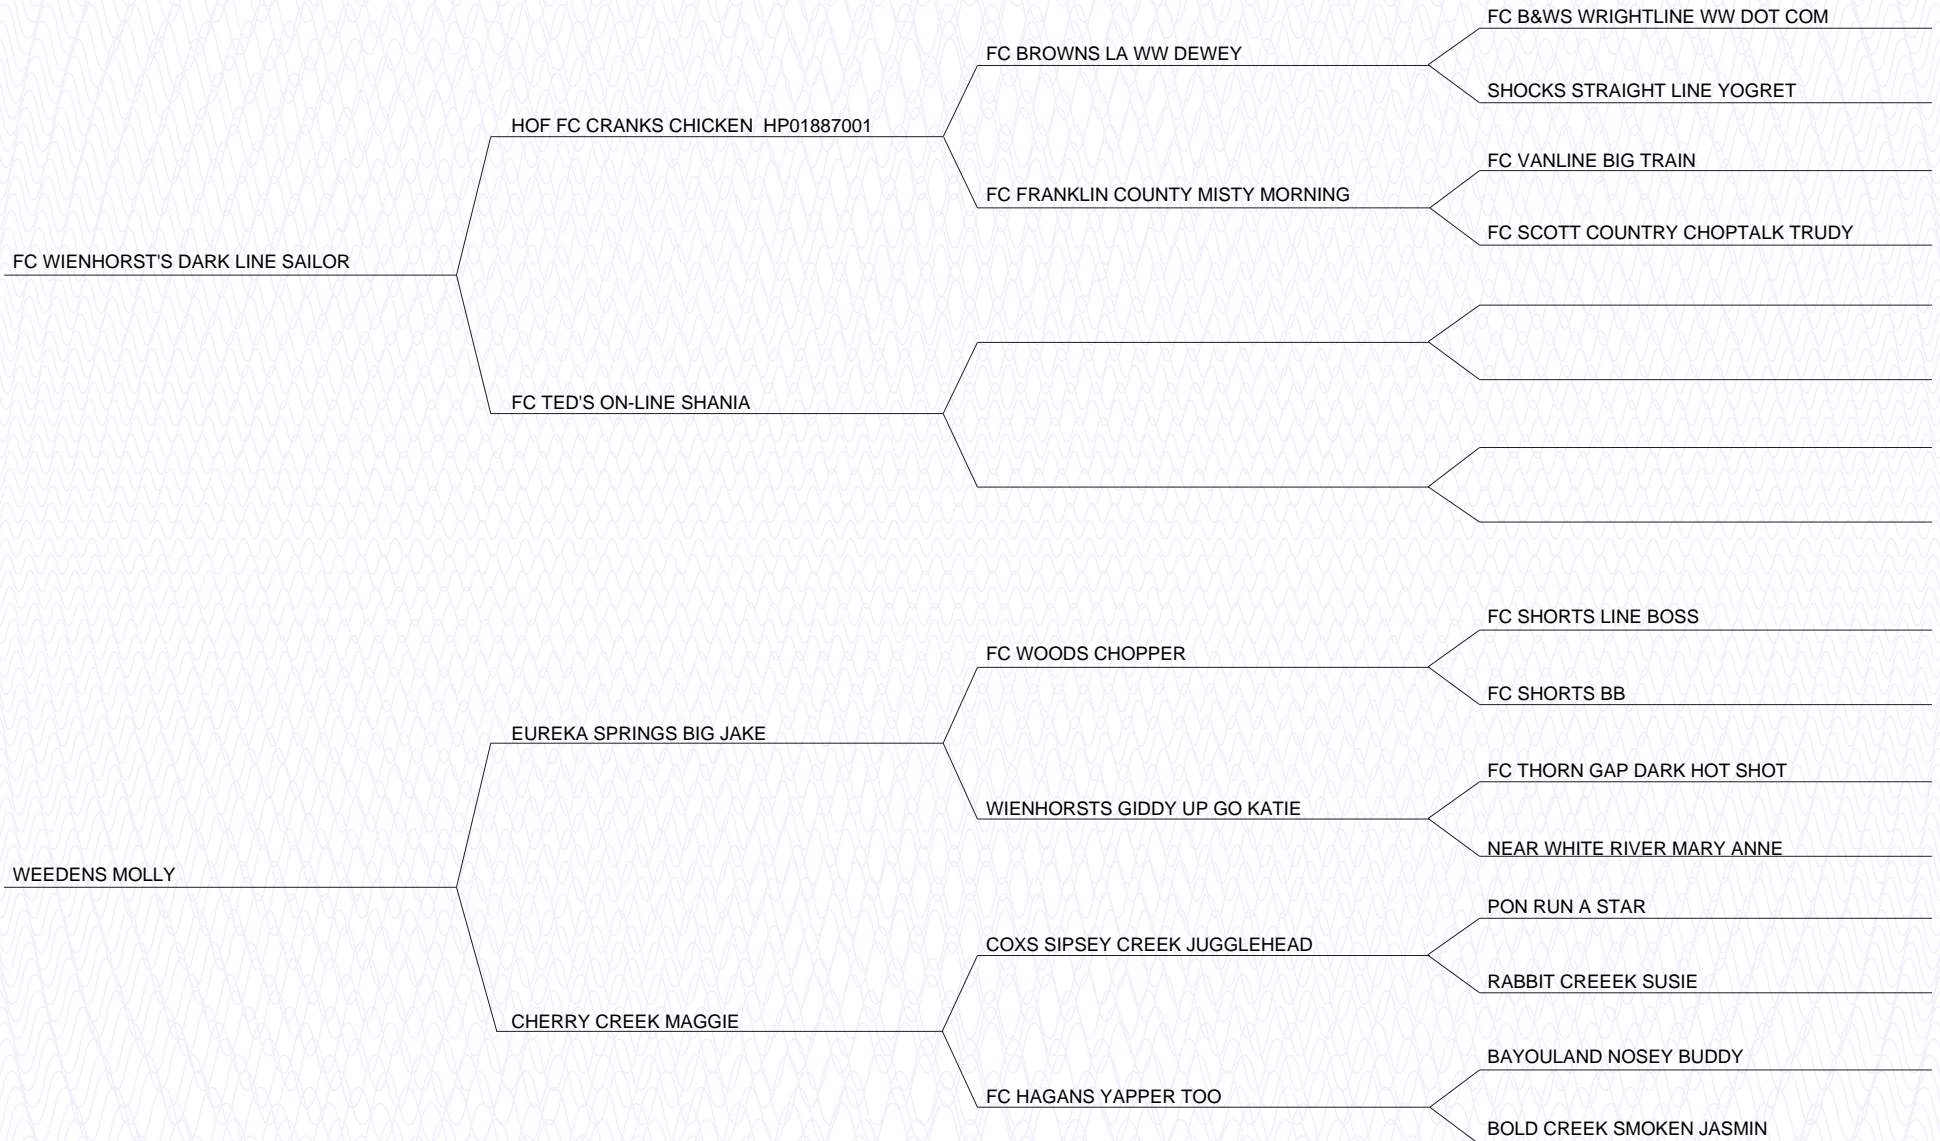 FC B&WS WRIGHTLINE WW DOT COM
FC BROWNS LA WW DEWEY
SHOCKS STRAIGHT LINE YOGRET
HOF FC CRANKS CHICKEN HP01887001
FC VANLINE BIG TRAIN
FC FRANKLIN COUNTY MISTY MORNING
FC SCOTT COUNTRY CHOPTALK TRUDY
FC WIENHORST'S DARK LINE SAILOR
FC TED'S ON-LINE SHANIA
FC SHORTS LINE BOSS
FC WOODS CHOPPER
FC SHORTS BB
EUREKA SPRINGS BIG JAKE
FC THORN GAP DARK HOT SHOT
WIENHORSTS GIDDY UP GO KATIE
NEAR WHITE RIVER MARY ANNE
WEEDENS MOLLY
PON RUN A STAR
COXS SIPSEY CREEK JUGGLEHEAD
RABBIT CREEEK SUSIE
CHERRY CREEK MAGGIE
BAYOULAND NOSEY BUDDY
FC HAGANS YAPPER TOO
BOLD CREEK SMOKEN JASMIN